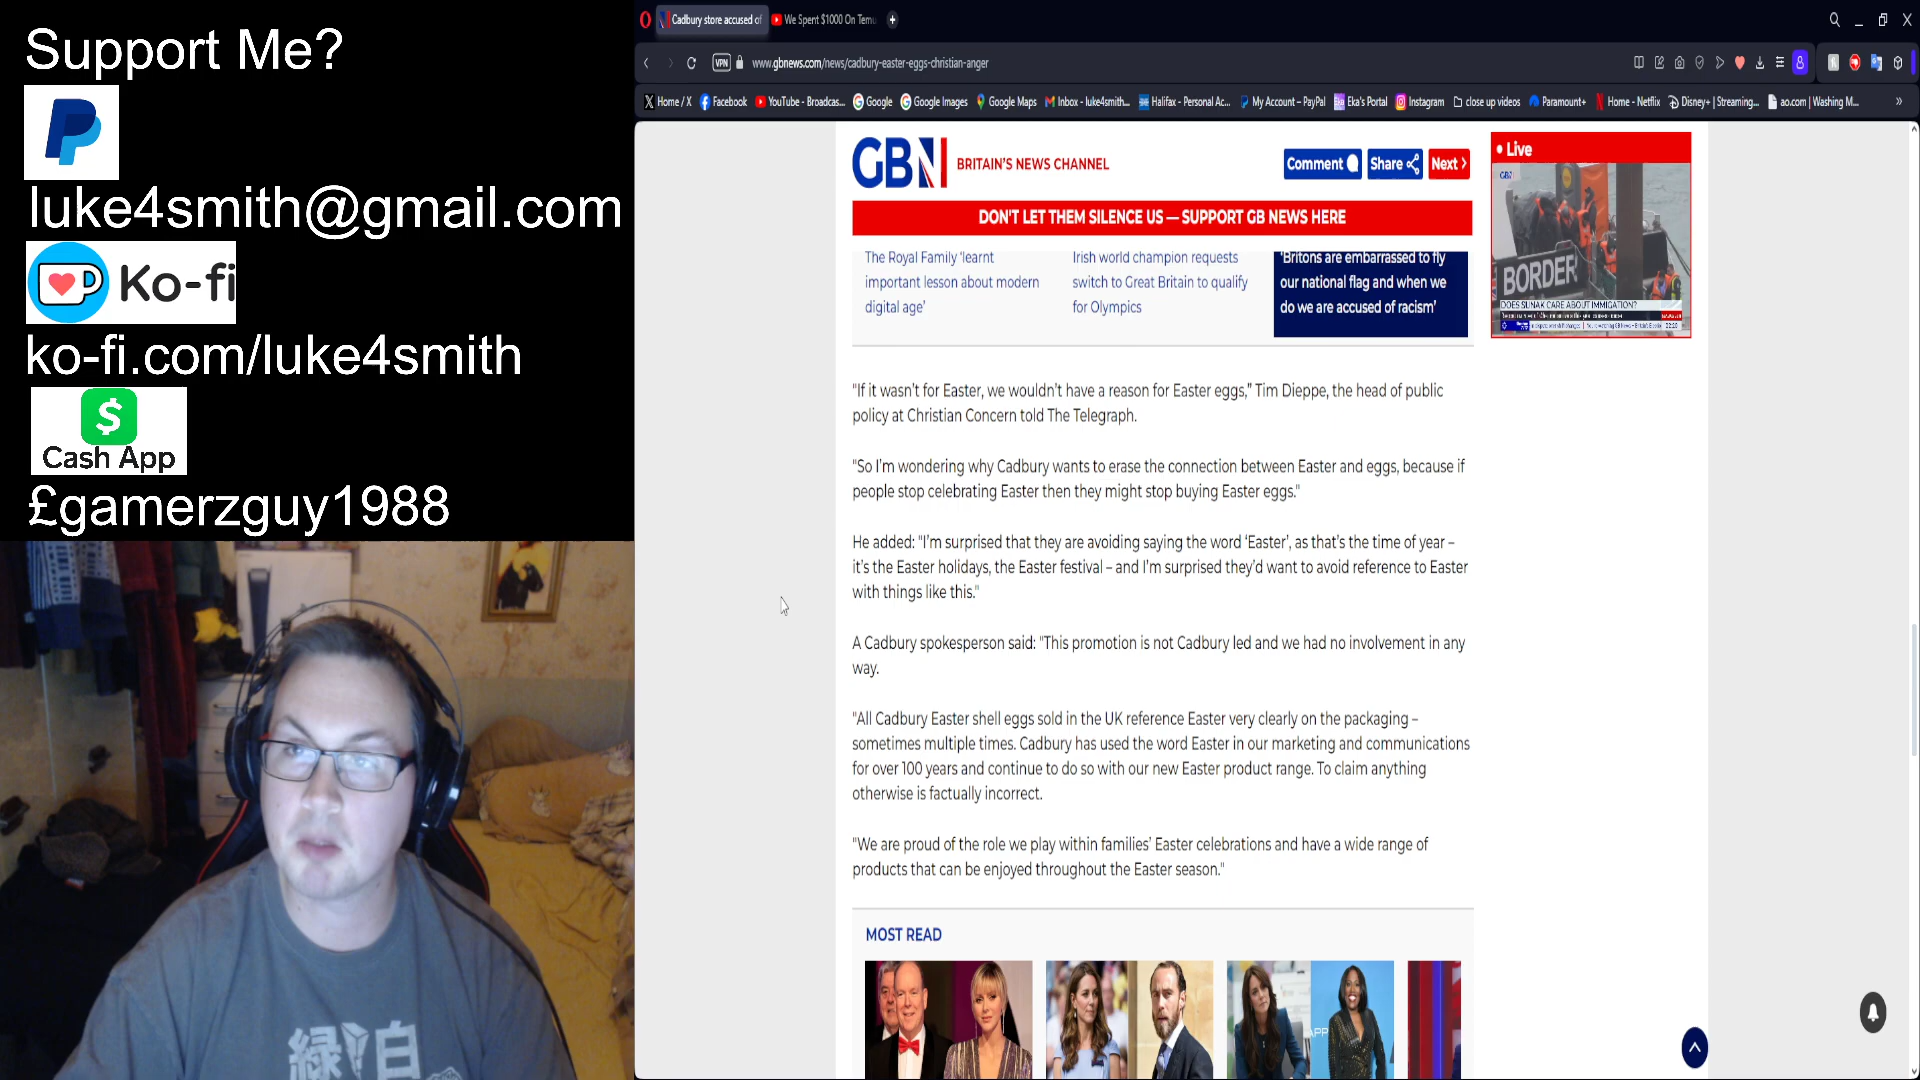 Support Me?
luke4smith@gmail.com
Ko-fi
ko-fi.com/luke4smith
$
Cash App
£gamerzguy1988
緑 白
Cadbury store accused of
We Spent $1000 On Temu
VPN
www.gbnews.com/news/cadbury-easter-eggs-christian-anger
Home / X
Facebook
YouTube - Broadcas...
Google
Google Images
Google Maps
Inbox - luke4smith...
Halifax - Personal Ac...
My Account – PayPal
Eka's Portal
Instagram
close up videos
Paramount+
Home - Netflix
Disney+ | Streaming...
ao.com | Washing M...
GBN
BRITAIN'S NEWS CHANNEL
Comment
Share
Next
DON'T LET THEM SILENCE US — SUPPORT GB NEWS HERE
Live
GBN
BORDER
DOES SUNAK CARE ABOUT IMMIGATION?
The Royal Family 'learnt
important lesson about modern
digital age'
Irish world champion requests
switch to Great Britain to qualify
for Olympics
'Britons are embarrassed to fly
our national flag and when we
do we are accused of racism'
"If it wasn't for Easter, we wouldn't have a reason for Easter eggs," Tim Dieppe, the head of public
policy at Christian Concern told The Telegraph.
"So I'm wondering why Cadbury wants to erase the connection between Easter and eggs, because if
people stop celebrating Easter then they might stop buying Easter eggs."
He added: "I'm surprised that they are avoiding saying the word 'Easter', as that's the time of year –
it's the Easter holidays, the Easter festival – and I'm surprised they'd want to avoid reference to Easter
with things like this."
A Cadbury spokesperson said: "This promotion is not Cadbury led and we had no involvement in any
way.
"All Cadbury Easter shell eggs sold in the UK reference Easter very clearly on the packaging –
sometimes multiple times. Cadbury has used the word Easter in our marketing and communications
for over 100 years and continue to do so with our new Easter product range. To claim anything
otherwise is factually incorrect.
"We are proud of the role we play within families' Easter celebrations and have a wide range of
products that can be enjoyed throughout the Easter season."
MOST READ